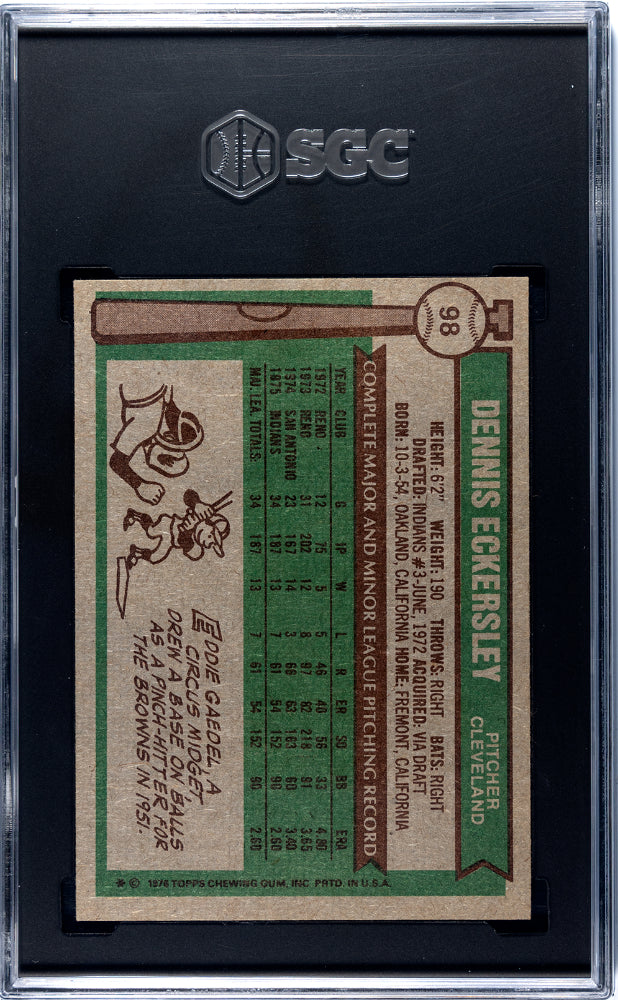 SGC
98
DENNIS ECKERSLEY
PITCHER
CLEVELAND
HEIGHT: 6'2" WEIGHT: 190 THROWS: RIGHT BATS: RIGHT
DRAFTED: INDIANS #3-JUNE, 1972 ACQUIRED: VIA DRAFT
BORN: 10-3-54, OAKLAND, CALIFORNIA HOME: FREMONT, CALIFORNIA
COMPLETE MAJOR AND MINOR LEAGUE PITCHING RECORD
YEAR CLUB G IP W L R ER SO BB ERA
1972 RENO 12 75 5 5 46 40 56 33 4.80
1973 RENO 31 202 12 8 97 82 218 91 3.65
1974 SAN ANTONIO 23 167 14 3 66 63 163 60 3.40
1975 INDIANS 34 187 13 7 61 54 152 90 2.60
MAJ. LEA. TOTALS: 34 187 13 7 61 54 152 90 2.60
EDDIE GAEDEL, A
CIRCUS MIDGET,
DREW A BASE ON BALLS
AS A PINCH-HITTER FOR
THE BROWNS IN 1951.
* © 1976 TOPPS CHEWING GUM, INC. PRTD. IN U.S.A.